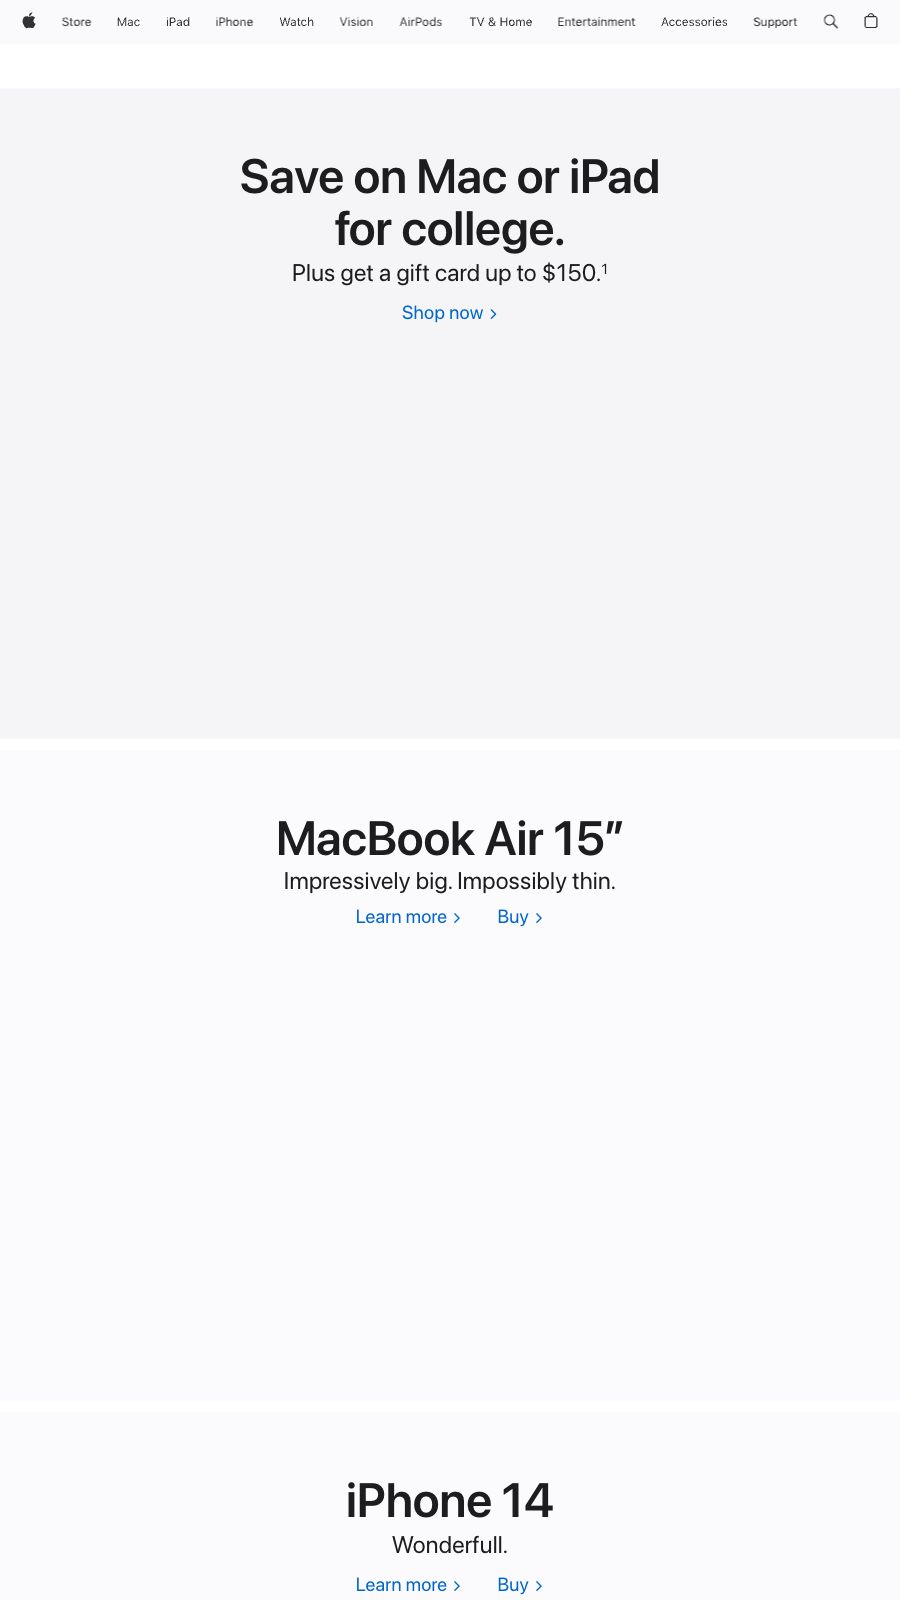 Store Mac iPad iPhone Watch Vision AirPods TV & Home Entertainment Accessories Support
Save on Mac or iPad
for college.
Plus get a gift card up to $150.¹
Shop now >
MacBook Air 15″
Impressively big. Impossibly thin.
Learn more > Buy >
iPhone 14
Wonderfull.
Learn more > Buy >